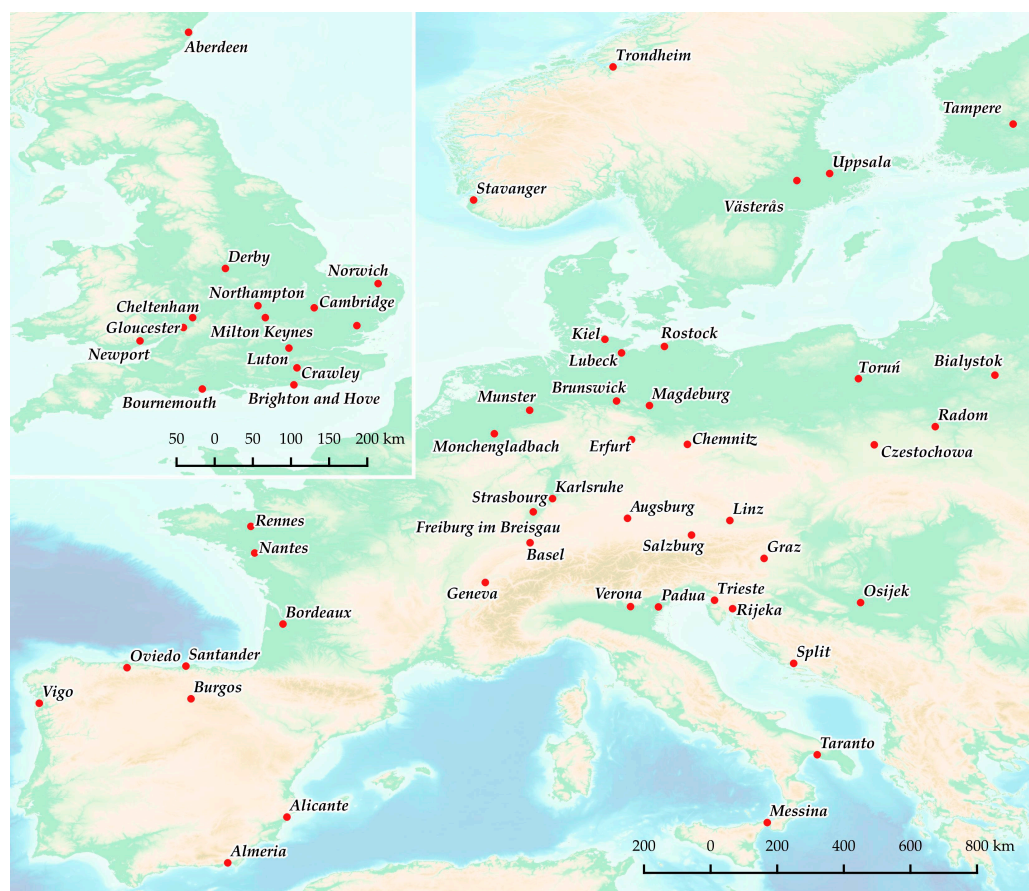 Aberdeen
Trondheim
Tampere
Uppsala
Stavanger
Västerås
Derby
Norwich
Northampton
Cambridge
Cheltenham
Gloucester
Milton Keynes
Newport
Luton
Crawley
Bournemouth
Brighton and Hove
50 0 50 100 150 200 km
Kiel
Rostock
Lubeck
Toruń
Bialystok
Brunswick
Munster
Magdeburg
Radom
Monchengladbach
Erfurt
Chemnitz
Czestochowa
Karlsruhe
Strasbourg
Augsburg
Linz
Rennes
Freiburg im Breisgau
Nantes
Basel
Salzburg
Graz
Geneva
Verona
Padua
Trieste
Osijek
Rijeka
Bordeaux
Oviedo
Santander
Split
Vigo
Burgos
Taranto
Alicante
Messina
Almeria
200 0 200 400 600 800 km